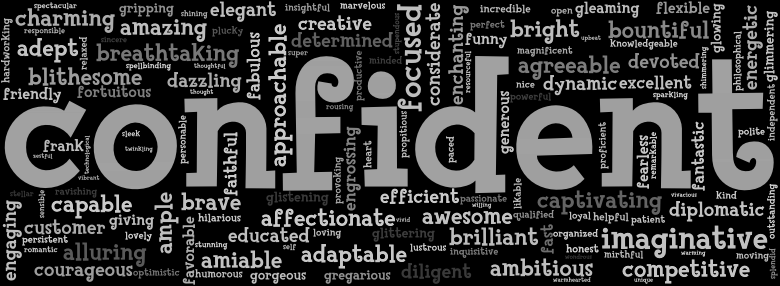 confident
spectacular
charming
gripping
shining
elegant
insightful
marvelous
stupendous
considerate
incredible
open
gleaming
flexible
glowing
energetic
glimmering
hardworking
responsible
adept
relaxed
sincere
amazing
plucky
creative
determined
super
minded
focused
enchanting
perfect
funny
resourceful
bright
upbeat
bountiful
knowledgeable
magnificent
philosophical
breathtaking
spellbinding
thoughtful
fabulous
approachable
productive
agreeable
devoted
shimmering
blithesome
dazzling
thought
friendly
fortuitous
rousing
nice
dynamic
excellent
sparkling
powerful
independent
frank
zestful
technological
vibrant
sleek
twinkling
personable
faithful
provoking
engrossing
heart
propitious
paced
generous
proficient
fearless
remarkable
fantastic
polite
stellar
ravishing
sensible
engaging
capable
giving
ample
brave
hilarious
glistening
efficient
passionate
willing
likable
captivating
vivacious
kind
outstanding
customer
persistent
lovely
romantic
favorable
stunning
affectionate
vivid
awesome
qualified
loyal
helpful
patient
diplomatic
educated
self
loving
glittering
brilliant
fast
organized
imaginative
alluring
amiable
adaptable
lustrous
inquisitive
honest
wondrous
mirthful
warming
moving
splendid
courageous
optimistic
humorous
gorgeous
gregarious
diligent
ambitious
warmhearted
unique
competitive